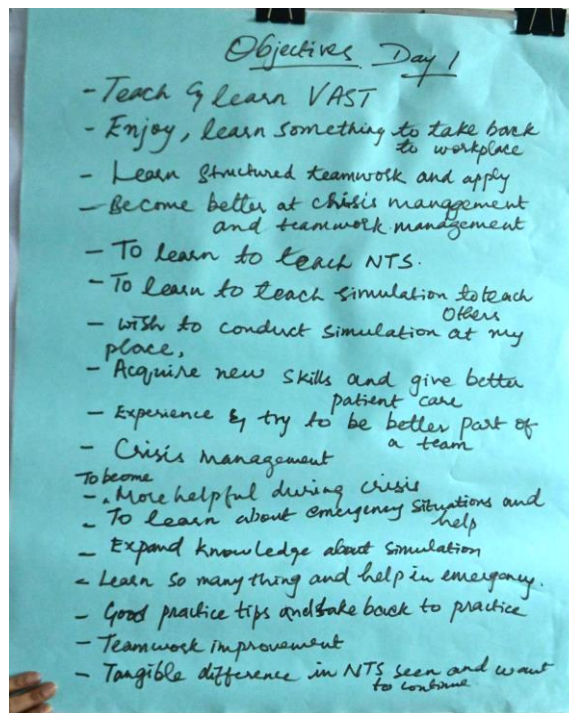 Objectives Day 1
- Teach & learn VAST
- Enjoy, learn something to take back
to workplace
- Learn structured teamwork and apply
- Become better at crisis management
and teamwork management
- To learn to teach NTS.
- To learn to teach simulation to teach
others
- wish to conduct simulation at my
place,
- Acquire new skills and give better
patient care
- Experience & try to be better part of
a team
- Crisis management
To become
- More helpful during crisis
- To learn about emergency situations and
help
- Expand knowledge about simulation
- Learn so many thing and help in emergency.
- Good practice tips and take back to practice
- Teamwork improvement
- Tangible difference in NTS seen and want
to continue